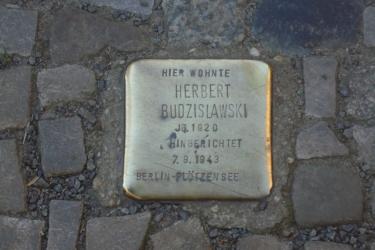 HIER WOHNTE
HERBERT
BUDZISLAWSKI
JG. 1920
HINGERICHTET
7.9.1943
BERLIN-PLÖTZENSEE